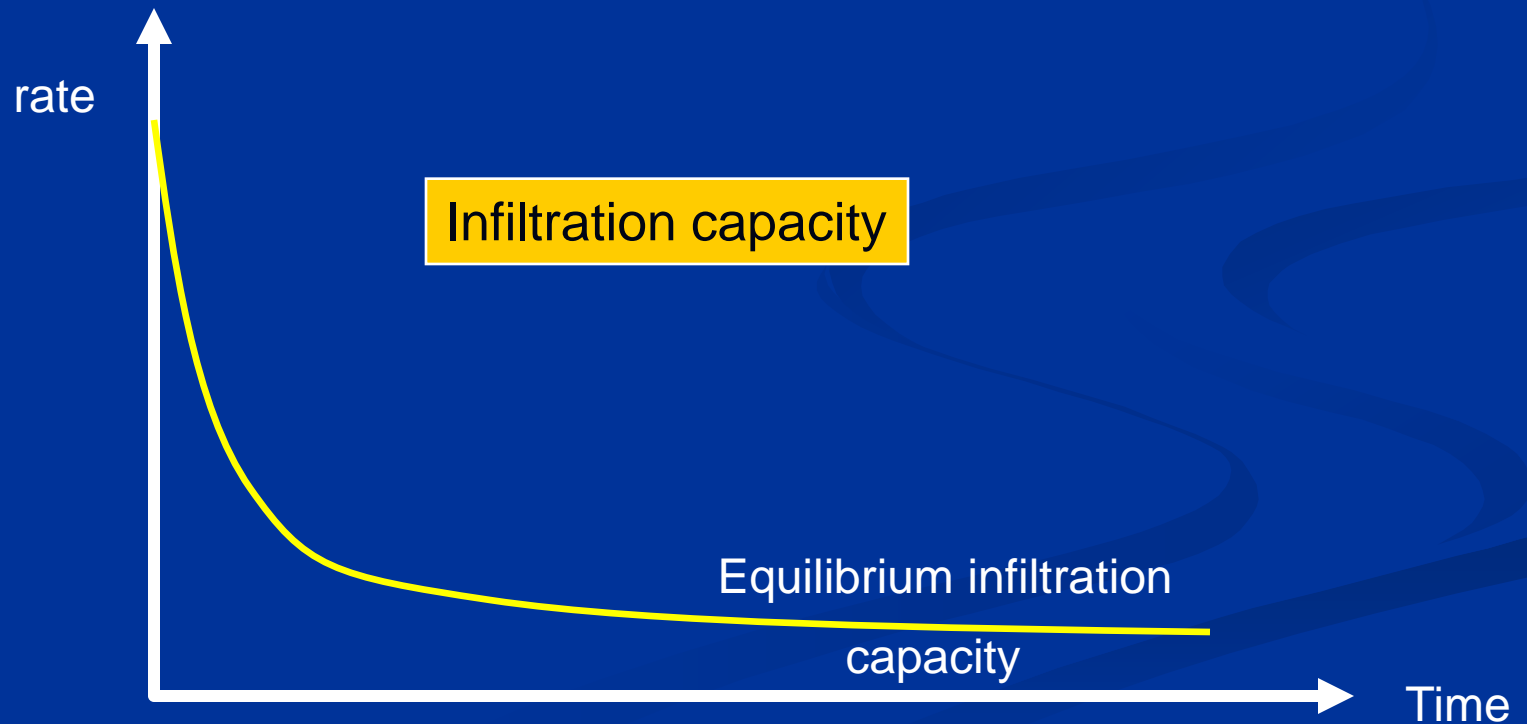 rate
Infiltration capacity
Equilibrium infiltration
capacity
Time